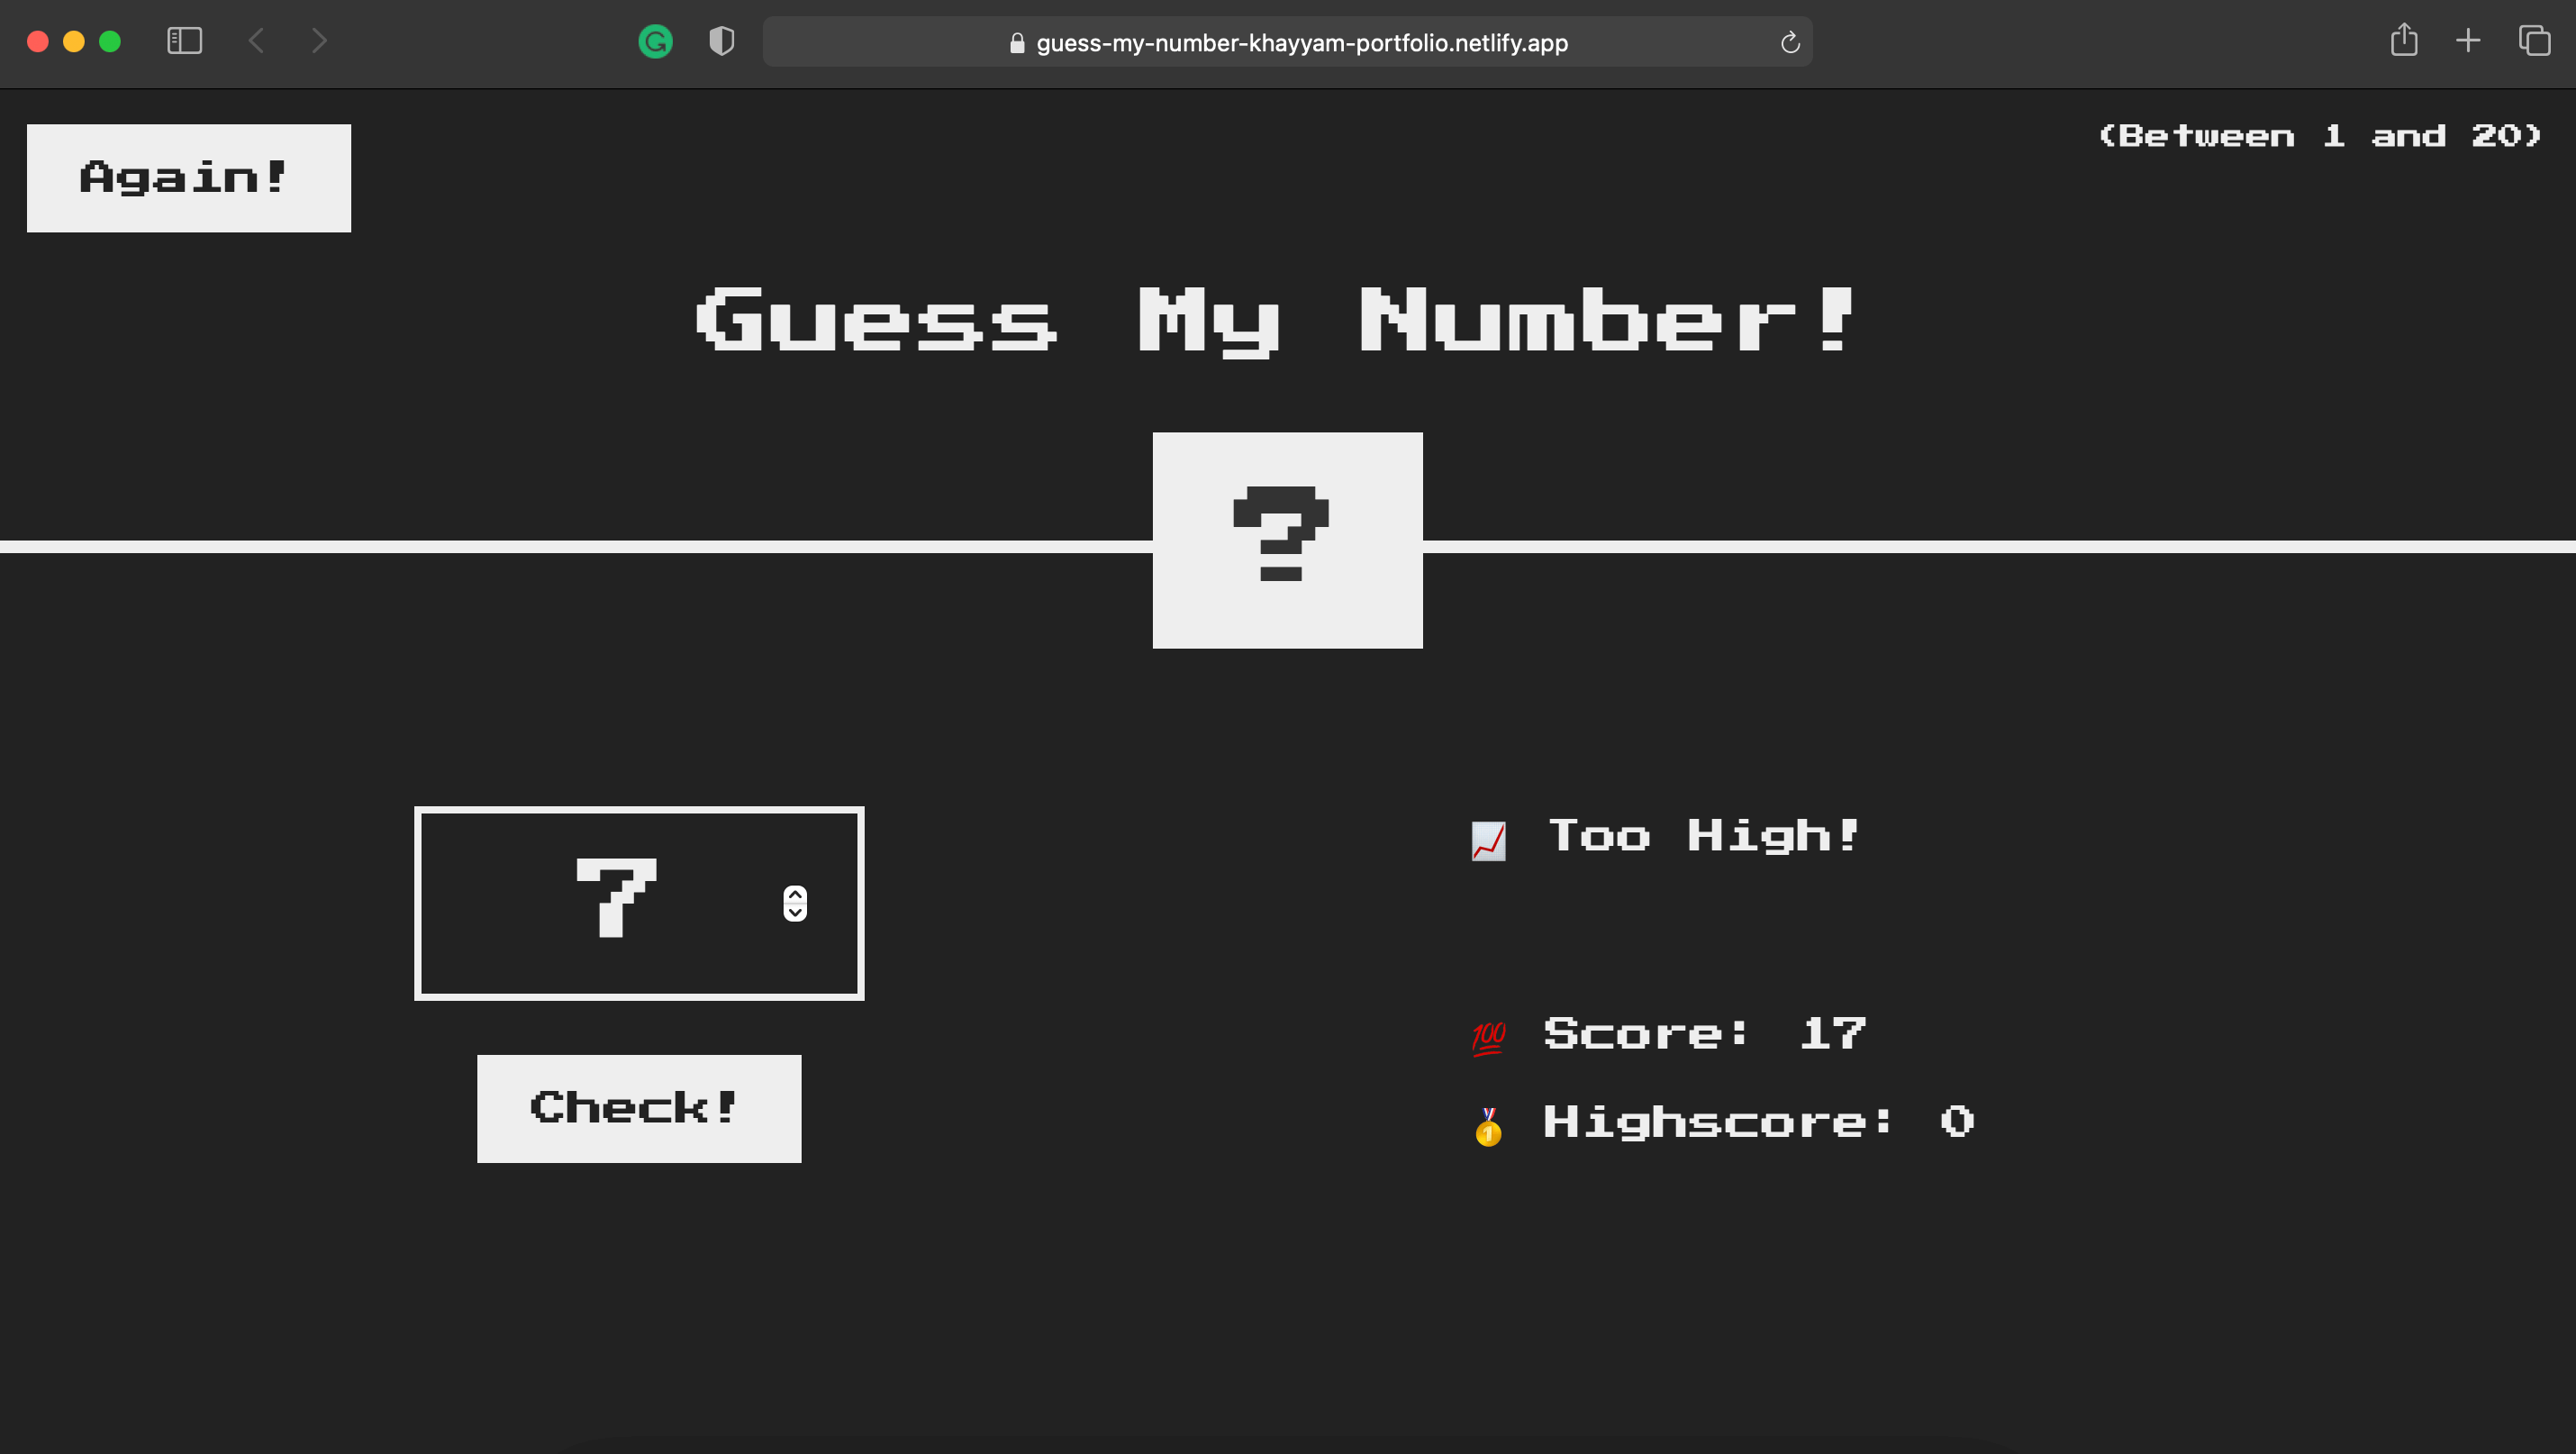 guess-my-number-khayyam-portfolio.netlify.app
Again!
(Between 1 and 20)
Guess My Number!
?
7
Check!
📈 Too High!
💯 Score: 17
🥇 Highscore: 0